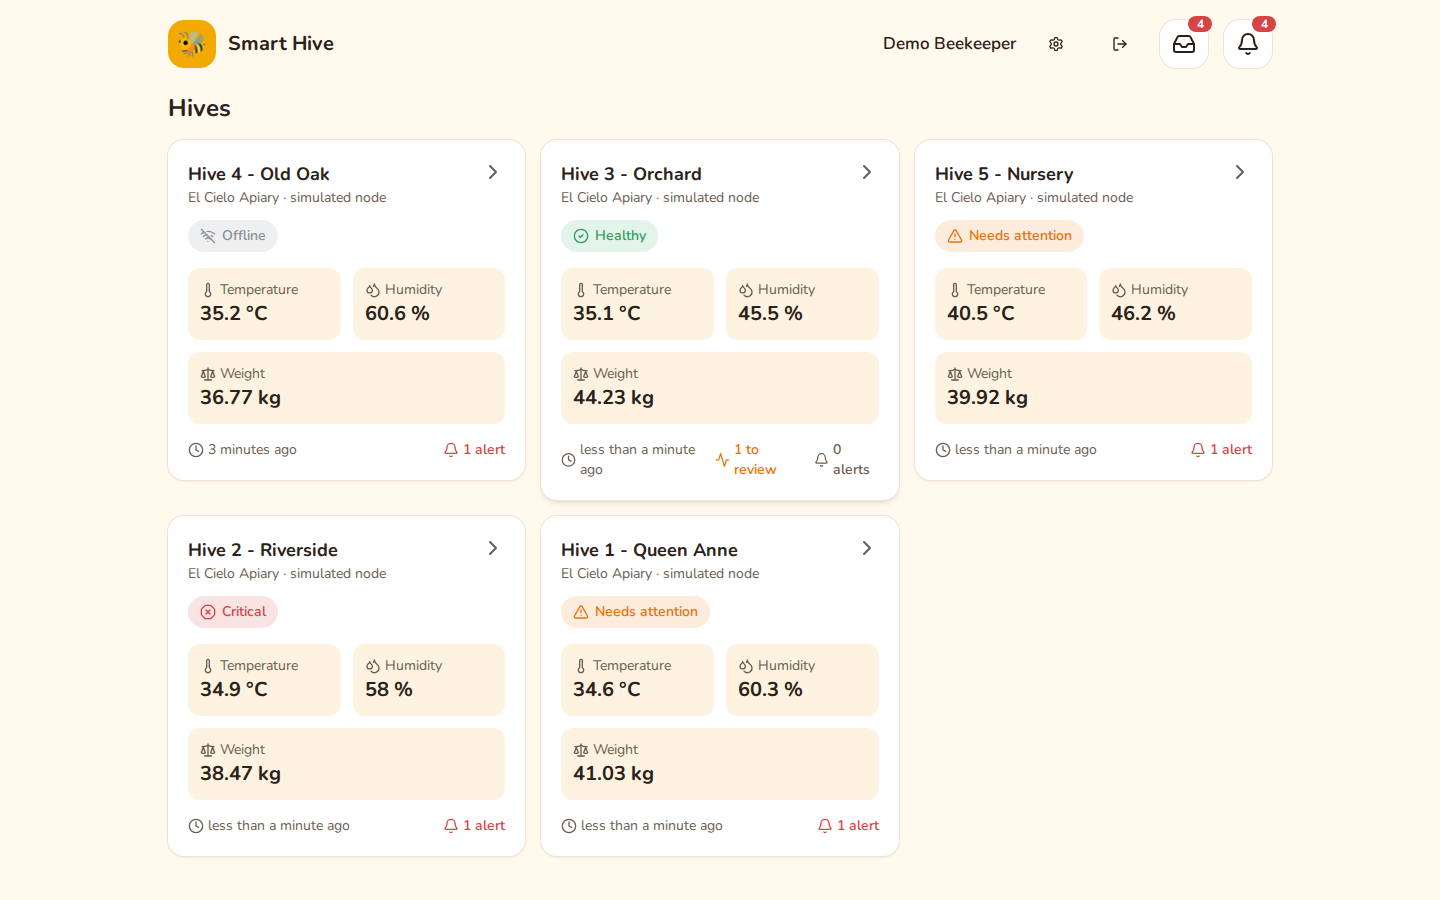 Smart Hive
Demo Beekeeper
4
4
Hives
Hive 4 - Old Oak
El Cielo Apiary · simulated node
Offline
Temperature
35.2 °C
Humidity
60.6 %
Weight
36.77 kg
3 minutes ago
1 alert
Hive 3 - Orchard
El Cielo Apiary · simulated node
Healthy
Temperature
35.1 °C
Humidity
45.5 %
Weight
44.23 kg
less than a minute
ago
1 to
review
0
alerts
Hive 5 - Nursery
El Cielo Apiary · simulated node
Needs attention
Temperature
40.5 °C
Humidity
46.2 %
Weight
39.92 kg
less than a minute ago
1 alert
Hive 2 - Riverside
El Cielo Apiary · simulated node
Critical
Temperature
34.9 °C
Humidity
58 %
Weight
38.47 kg
less than a minute ago
1 alert
Hive 1 - Queen Anne
El Cielo Apiary · simulated node
Needs attention
Temperature
34.6 °C
Humidity
60.3 %
Weight
41.03 kg
less than a minute ago
1 alert